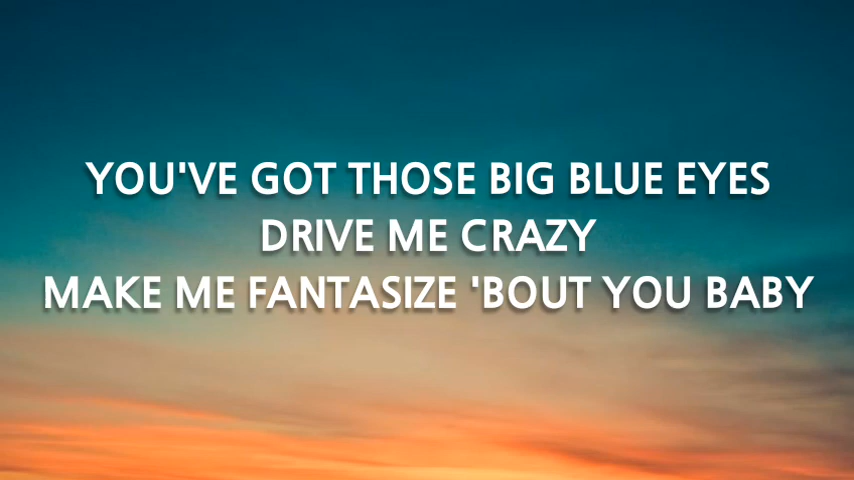 YOU'VE GOT THOSE BIG BLUE EYES
DRIVE ME CRAZY
MAKE ME FANTASIZE 'BOUT YOU BABY